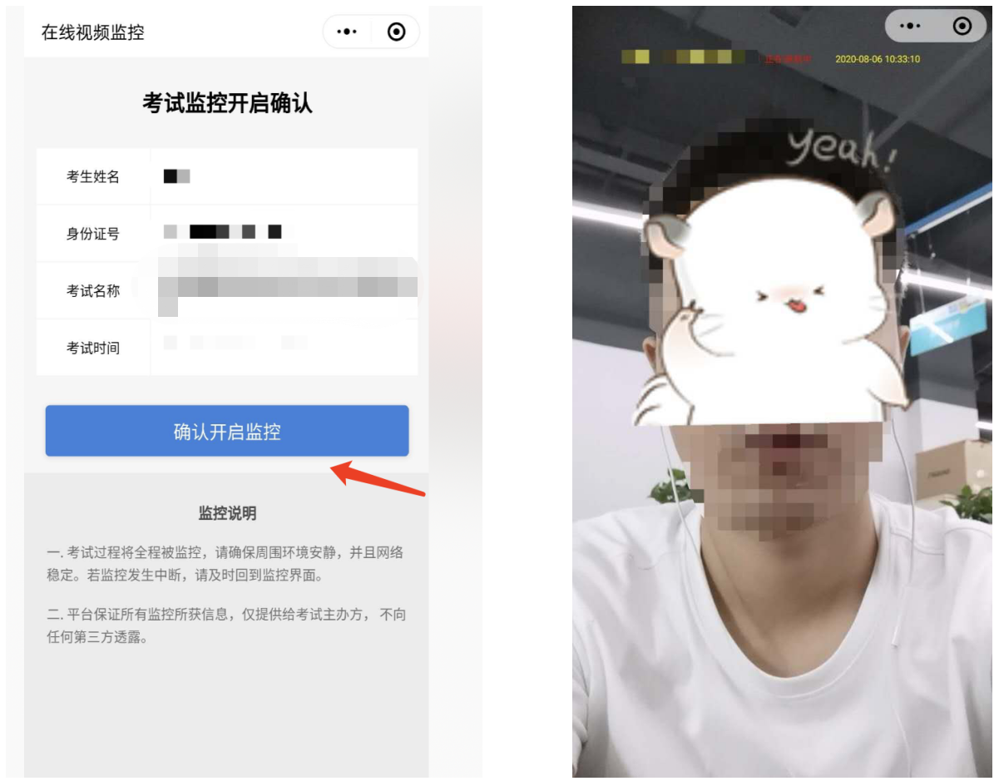 在线视频监控
考试监控开启确认
考生姓名
身份证号
考试名称
考试时间
确认开启监控
监控说明
一. 考试过程将全程被监控，请确保周围环境安静，并且网络
稳定。若监控发生中断，请及时回到监控界面。
二. 平台保证所有监控所获信息，仅提供给考试主办方， 不向
任何第三方透露。
2020-08-06 10:33:10
yeah!